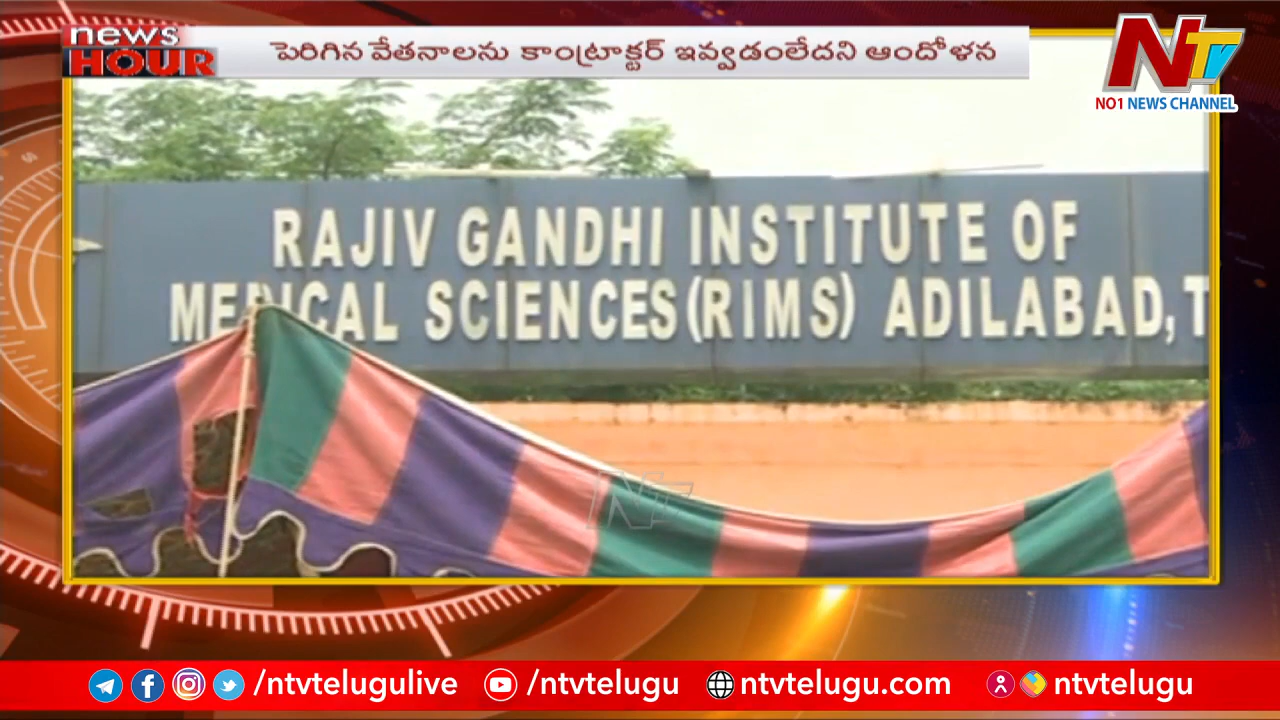 news
HOUR
పెరిగిన వేతనాలను కాంట్రాక్టర్ ఇవ్వడంలేదని ఆందోళన
NTV
NO1 NEWS CHANNEL
RAJIV GANDHI INSTITUTE OF
MEDICAL SCIENCES(RIMS) ADILABAD, T
NTV
/ntvtelugulive /ntvtelugu ntvtelugu.com ntvtelugu